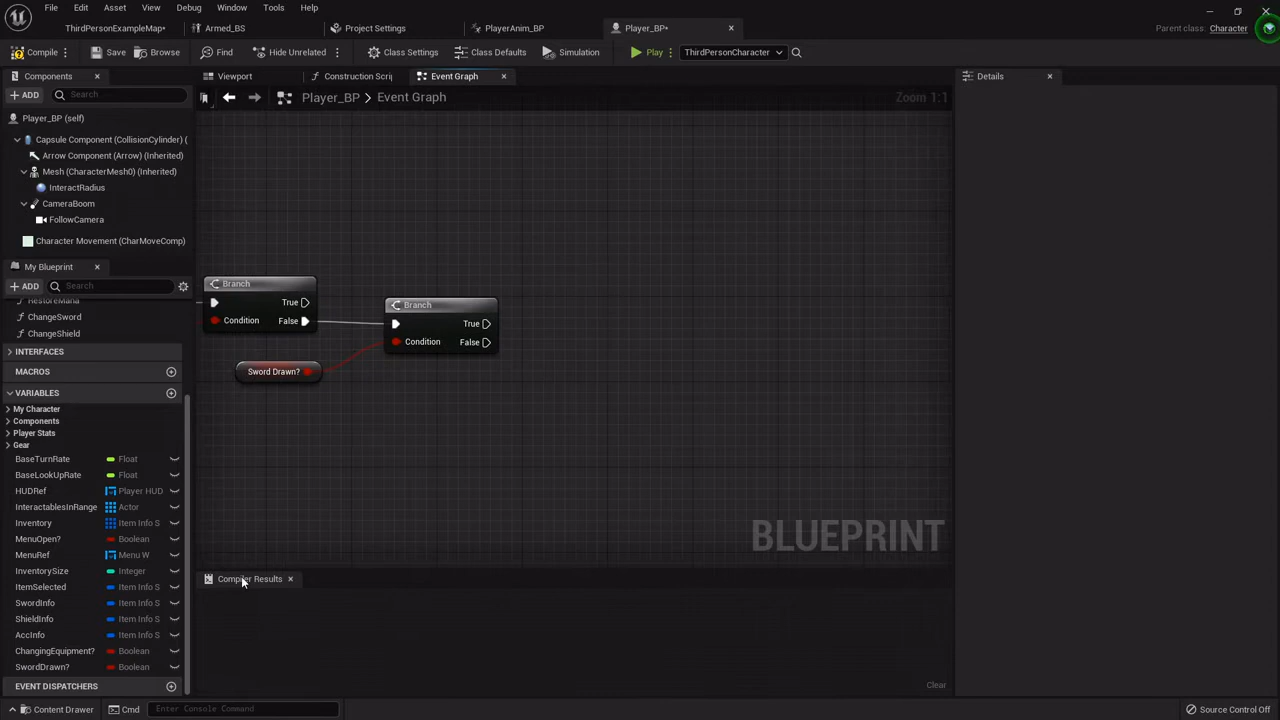 File Edit Asset View Debug Window Tools Help
ThirdPersonExampleMap* Armed_BS Project Settings PlayerAnim_BP Player_BP* Parent class: Character
Compile Save Browse Find Hide Unrelated Class Settings Class Defaults Simulation Play ThirdPersonCharacter
Components Viewport Construction Scrip Event Graph Details
ADD Search Player_BP > Event Graph Zoom 1:1
Player_BP (self)
Capsule Component (CollisionCylinder) (
Arrow Component (Arrow) (Inherited)
Mesh (CharacterMesh0) (Inherited)
InteractRadius
CameraBoom
FollowCamera
Character Movement (CharMoveComp)
My Blueprint
ADD Search
RestoreMana
ChangeSword
ChangeShield
INTERFACES
MACROS
VARIABLES
My Character
Components
Player Stats
Gear
BaseTurnRate Float
BaseLookUpRate Float
HUDRef Player HUD
InteractablesInRange Actor
Inventory Item Info S
MenuOpen? Boolean
MenuRef Menu W
InventorySize Integer
ItemSelected Item Info S
SwordInfo Item Info S
ShieldInfo Item Info S
AccInfo Item Info S
ChangingEquipment? Boolean
SwordDrawn? Boolean
EVENT DISPATCHERS
Branch
True
Condition False
Sword Drawn?
Branch
True
Condition False
BLUEPRINT
Compiler Results
Clear
Content Drawer Cmd Enter Console Command Source Control Off